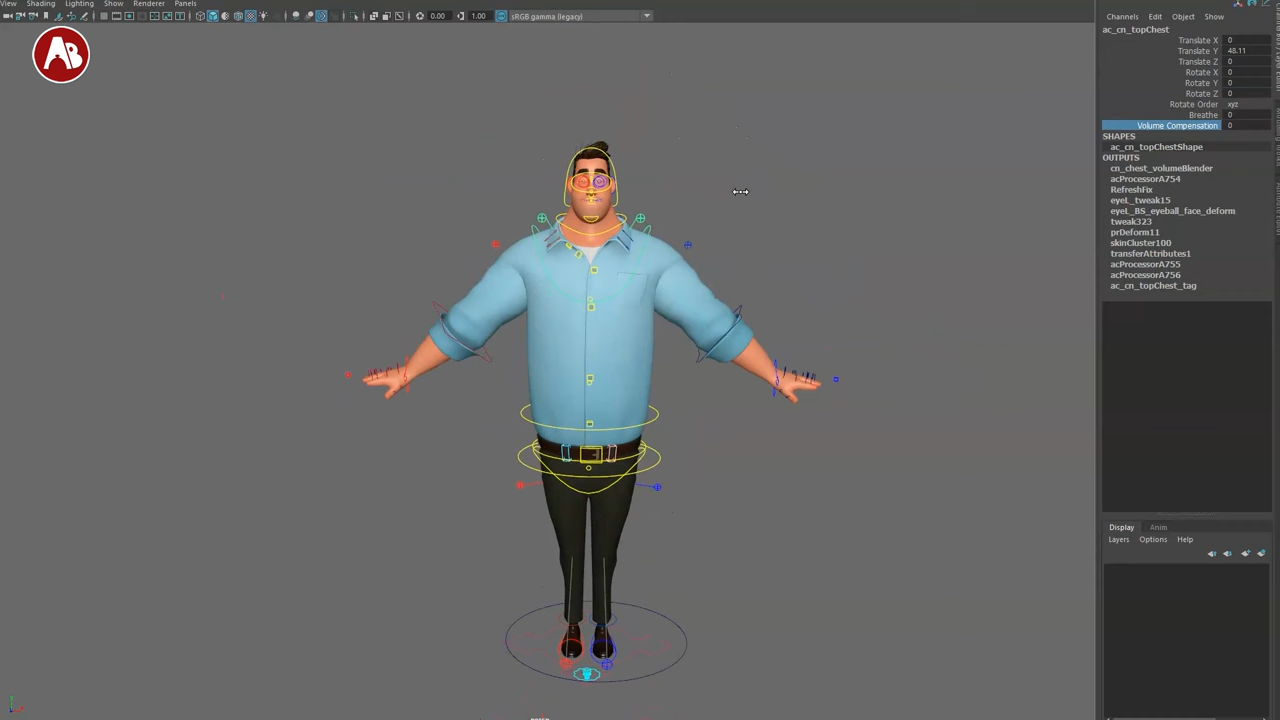 View Shading Lighting Show Renderer Panels
0.00 1.00 sRGB gamma (legacy)
AB
Channels Edit Object Show
ac_cn_topChest
Translate X 0
Translate Y 48.11
Translate Z 0
Rotate X 0
Rotate Y 0
Rotate Z 0
Rotate Order xyz
Breathe 0
Volume Compensation 0
SHAPES
ac_cn_topChestShape
OUTPUTS
cn_chest_volumeBlender
acProcessorA754
RefreshFix
eyeL_tweak15
eyeL_BS_eyeball_face_deform
tweak323
prDeform11
skinCluster100
transferAttributes1
acProcessorA755
acProcessorA756
ac_cn_topChest_tag
Display Anim
Layers Options Help